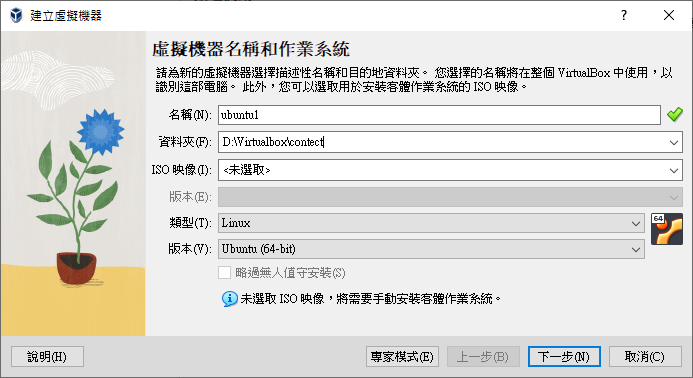 建立虛擬機器
?
虛擬機器名稱和作業系統
請為新的虛擬機器選擇描述性名稱和目的地資料夾。 您選擇的名稱將在整個 VirtualBox 中使用，以
識別這部電腦。 此外，您可以選取用於安裝客體作業系統的 ISO 映像。
名稱(N): ubuntu1
資料夾(F): D:\Virtualbox\contect
ISO 映像(I): <未選取>
版本(E):
類型(T): Linux
64
版本(V): Ubuntu (64-bit)
略過無人值守安裝(S)
未選取 ISO 映像，將需要手動安裝客體作業系統。
說明(H) 專家模式(E) 上一步(B) 下一步(N) 取消(C)